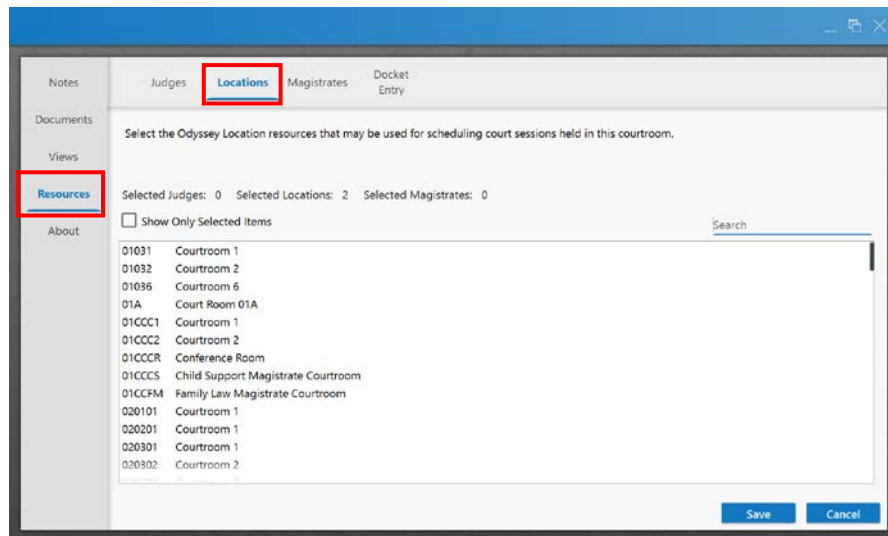 Notes
Documents
Views
Resources
About
Judges
Locations
Magistrates
Docket
Entry
Select the Odyssey Location resources that may be used for scheduling court sessions held in this courtroom.
Selected Judges: 0 Selected Locations: 2 Selected Magistrates: 0
Show Only Selected Items
Search
01031 Courtroom 1
01032 Courtroom 2
01036 Courtroom 6
01A Court Room 01A
01CCC1 Courtroom 1
01CCC2 Courtroom 2
01CCCR Conference Room
01CCCS Child Support Magistrate Courtroom
01CCFM Family Law Magistrate Courtroom
020101 Courtroom 1
020201 Courtroom 1
020301 Courtroom 1
020302 Courtroom 2
Save
Cancel